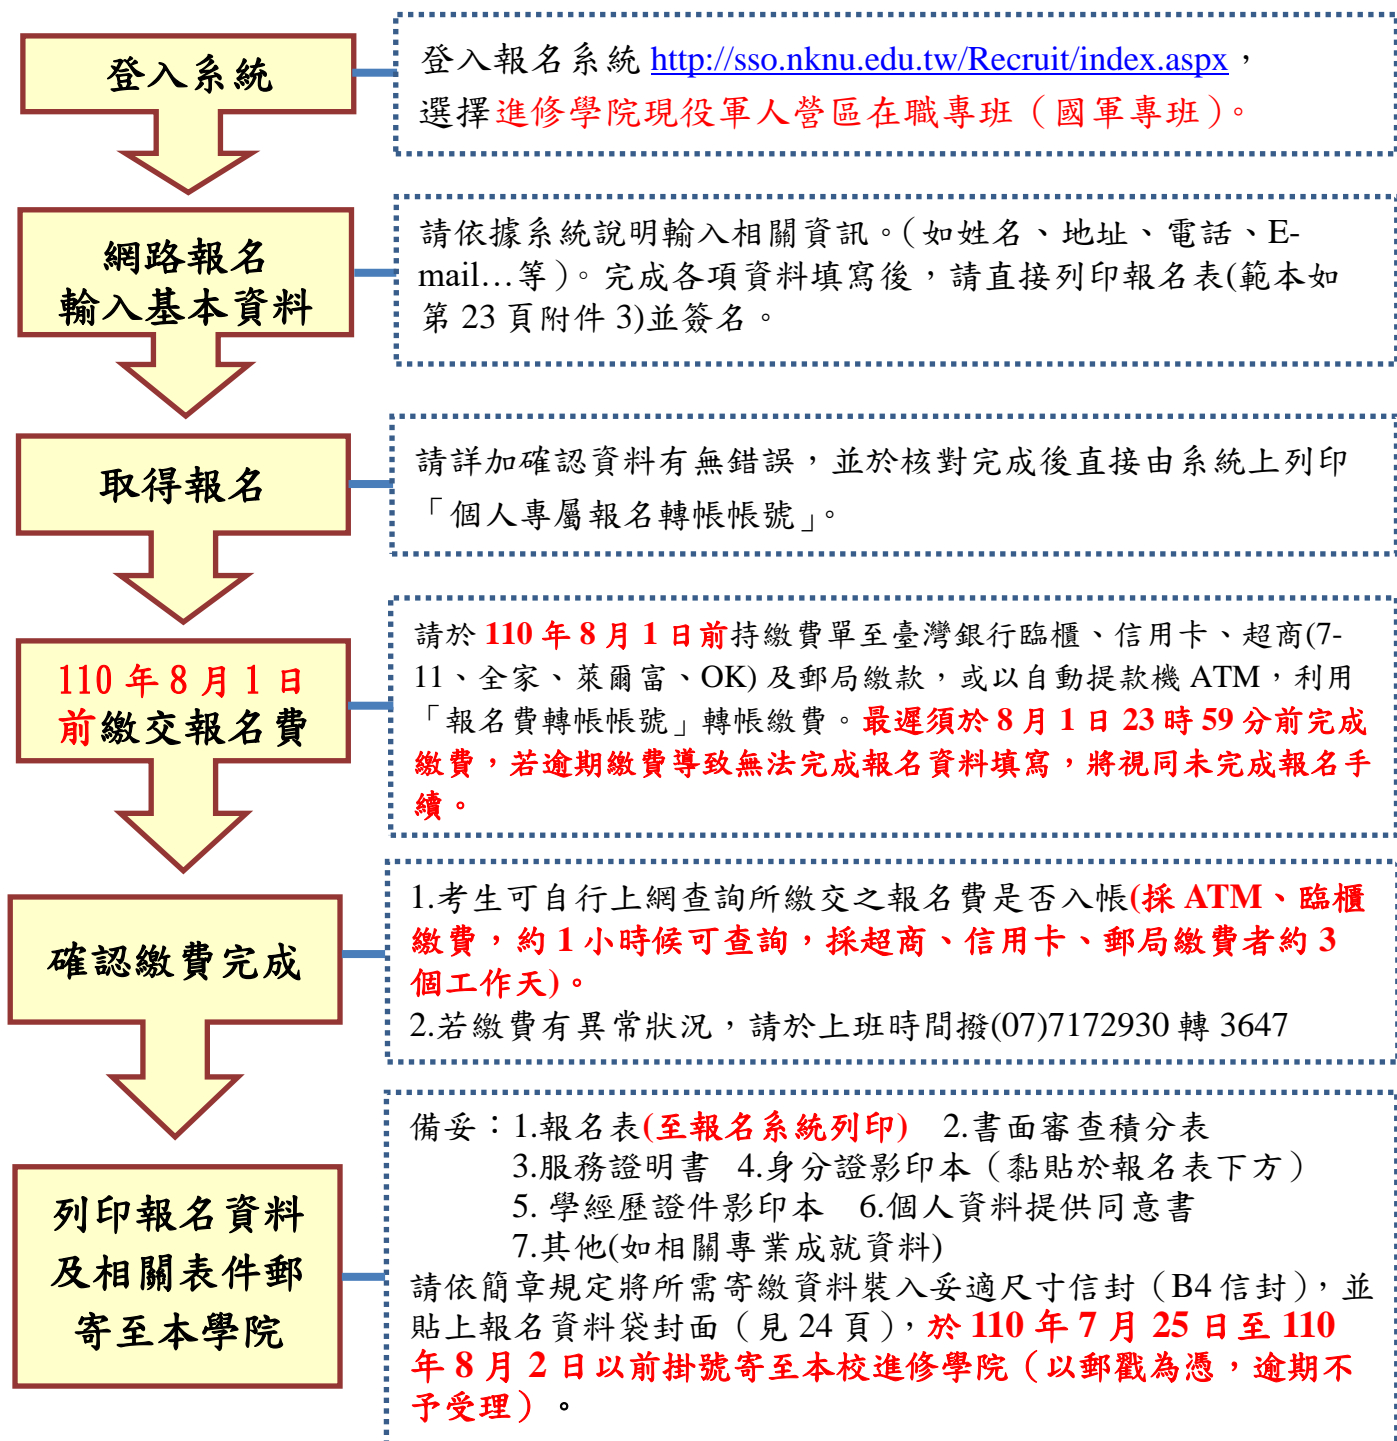 登入系統
登入報名系統 http://sso.nknu.edu.tw/Recruit/index.aspx，
選擇進修學院現役軍人營區在職專班（國軍專班）。
網路報名
輸入基本資料
請依據系統說明輸入相關資訊。（如姓名、地址、電話、E-
mail…等）。完成各項資料填寫後，請直接列印報名表(範本如
第 23 頁附件 3)並簽名。
取得報名
請詳加確認資料有無錯誤，並於核對完成後直接由系統上列印
「個人專屬報名轉帳帳號」。
110 年 8 月 1 日
前繳交報名費
請於 110 年 8 月 1 日前持繳費單至臺灣銀行臨櫃、信用卡、超商(7-
11、全家、萊爾富、OK) 及郵局繳款，或以自動提款機 ATM，利用
「報名費轉帳帳號」轉帳繳費。最遲須於 8 月 1 日 23 時 59 分前完成
繳費，若逾期繳費導致無法完成報名資料填寫，將視同未完成報名手
續。
確認繳費完成
1.考生可自行上網查詢所繳交之報名費是否入帳(採 ATM、臨櫃
繳費，約 1 小時候可查詢，採超商、信用卡、郵局繳費者約 3
個工作天)。
2.若繳費有異常狀況，請於上班時間撥(07)7172930 轉 3647
列印報名資料
及相關表件郵
寄至本學院
備妥：1.報名表(至報名系統列印) 2.書面審查積分表
3.服務證明書 4.身分證影印本（黏貼於報名表下方）
5. 學經歷證件影印本 6.個人資料提供同意書
7.其他(如相關專業成就資料)
請依簡章規定將所需寄繳資料裝入妥適尺寸信封（B4 信封），並
貼上報名資料袋封面（見 24 頁），於 110 年 7 月 25 日至 110
年 8 月 2 日以前掛號寄至本校進修學院（以郵戳為憑，逾期不
予受理）。